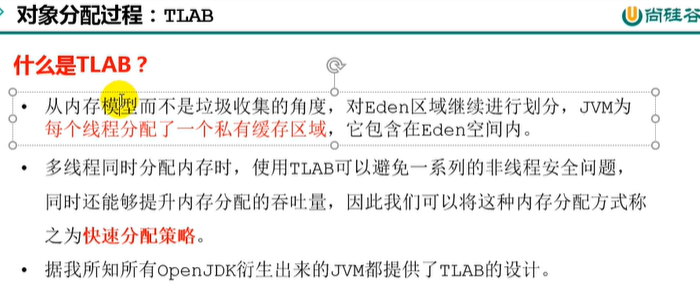 对象分配过程：TLAB
尚硅谷
什么是TLAB？
• 从内存模型而不是垃圾收集的角度，对Eden区域继续进行划分，JVM为
每个线程分配了一个私有缓存区域，它包含在Eden空间内。
• 多线程同时分配内存时，使用TLAB可以避免一系列的非线程安全问题，
同时还能够提升内存分配的吞吐量，因此我们可以将这种内存分配方式称
之为快速分配策略。
• 据我所知所有OpenJDK衍生出来的JVM都提供了TLAB的设计。